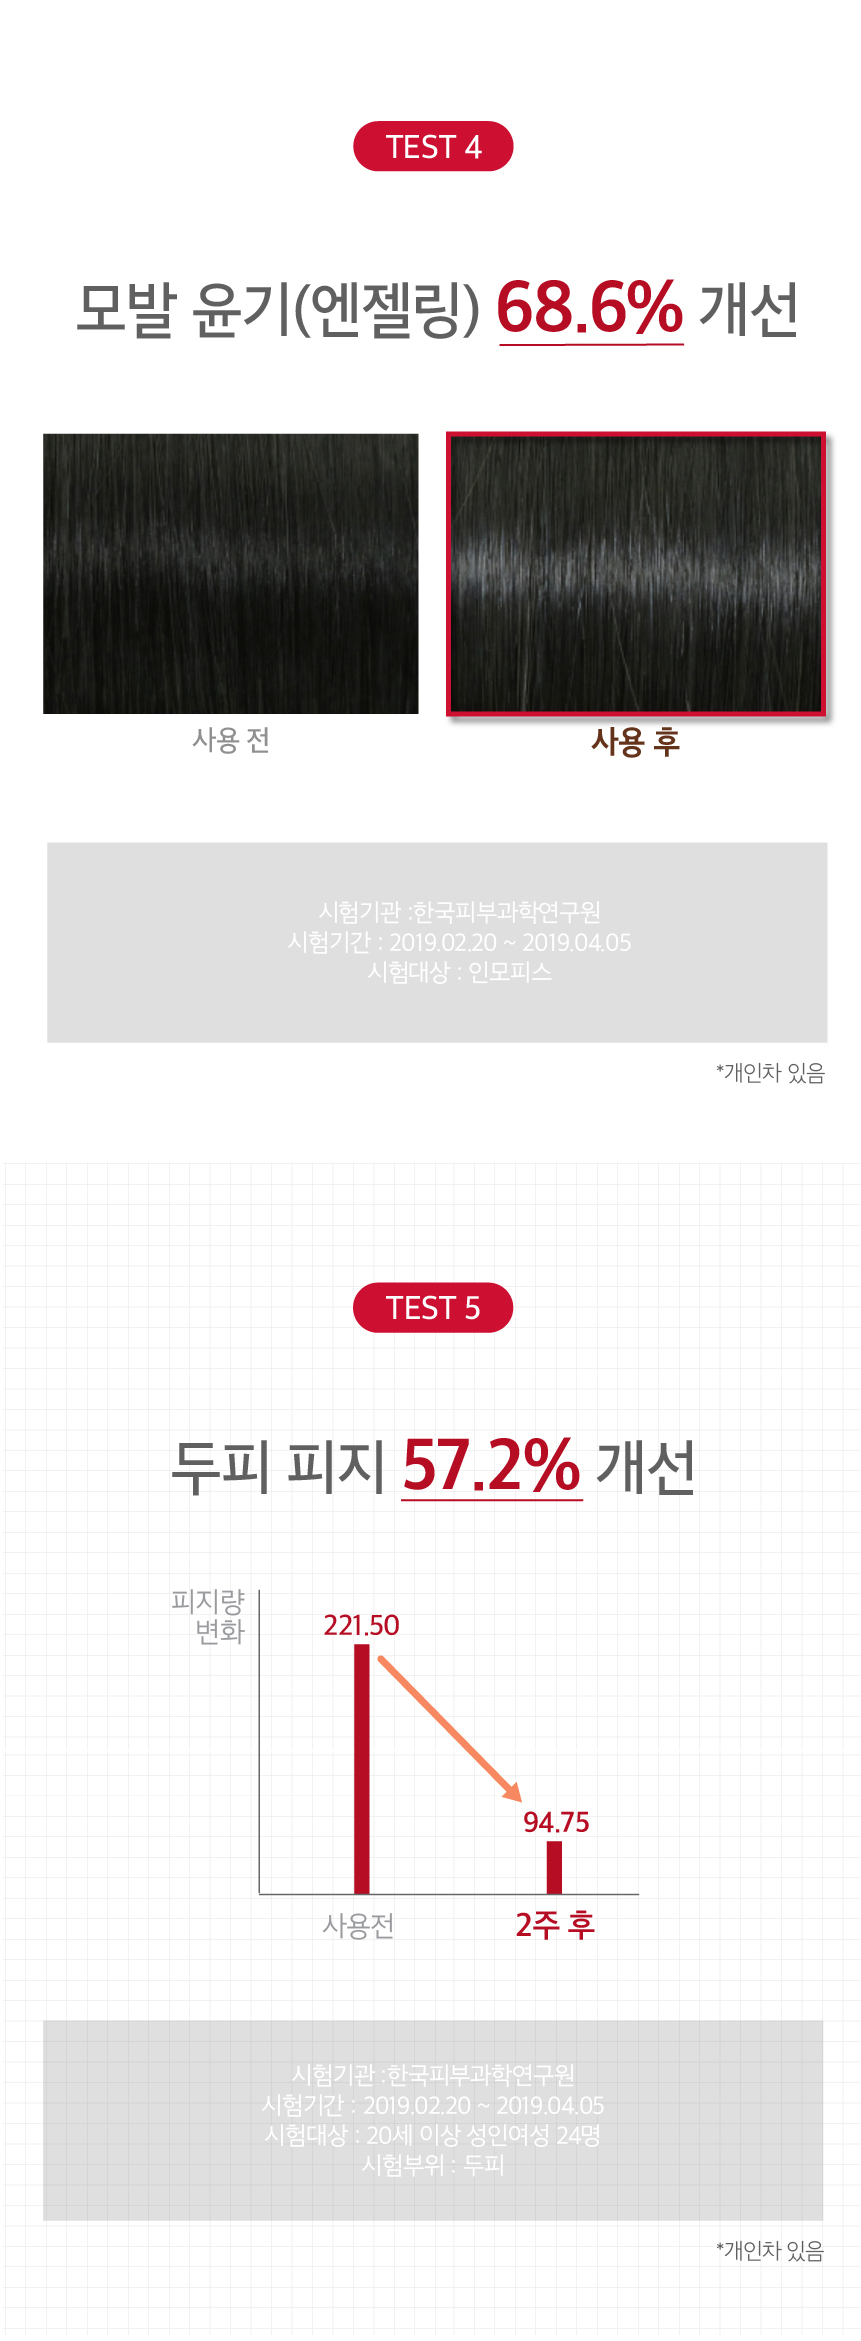 TEST 4
모발 윤기(엔젤링) 68.6% 개선
사용 전
사용 후
시험기관 :한국피부과학연구원
시험기간 : 2019.02.20 ~ 2019.04.05
시험대상 : 인모피스
*개인차 있음
TEST 5
두피 피지 57.2% 개선
피지량
변화
221.50
94.75
사용전
2주 후
시험기관 :한국피부과학연구원
시험기간 : 2019.02.20 ~ 2019.04.05
시험대상 : 20세 이상 성인여성 24명
시험부위 : 두피
*개인차 있음